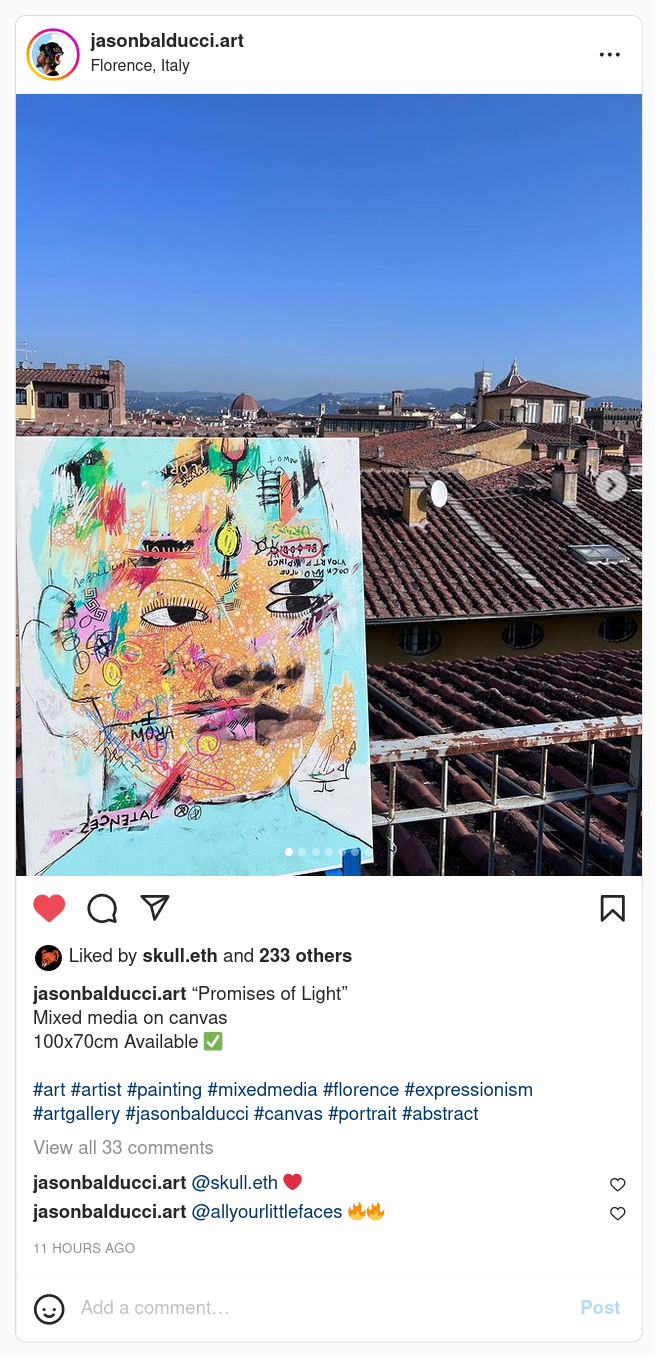 jasonbalducci.art
Florence, Italy
Liked by skull.eth and 233 others
jasonbalducci.art “Promises of Light”
Mixed media on canvas
100x70cm Available ✅
#art #artist #painting #mixedmedia #florence #expressionism
#artgallery #jasonbalducci #canvas #portrait #abstract
View all 33 comments
jasonbalducci.art @skull.eth ❤️
jasonbalducci.art @allyourlittlefaces 🔥🔥
11 HOURS AGO
Add a comment…
Post